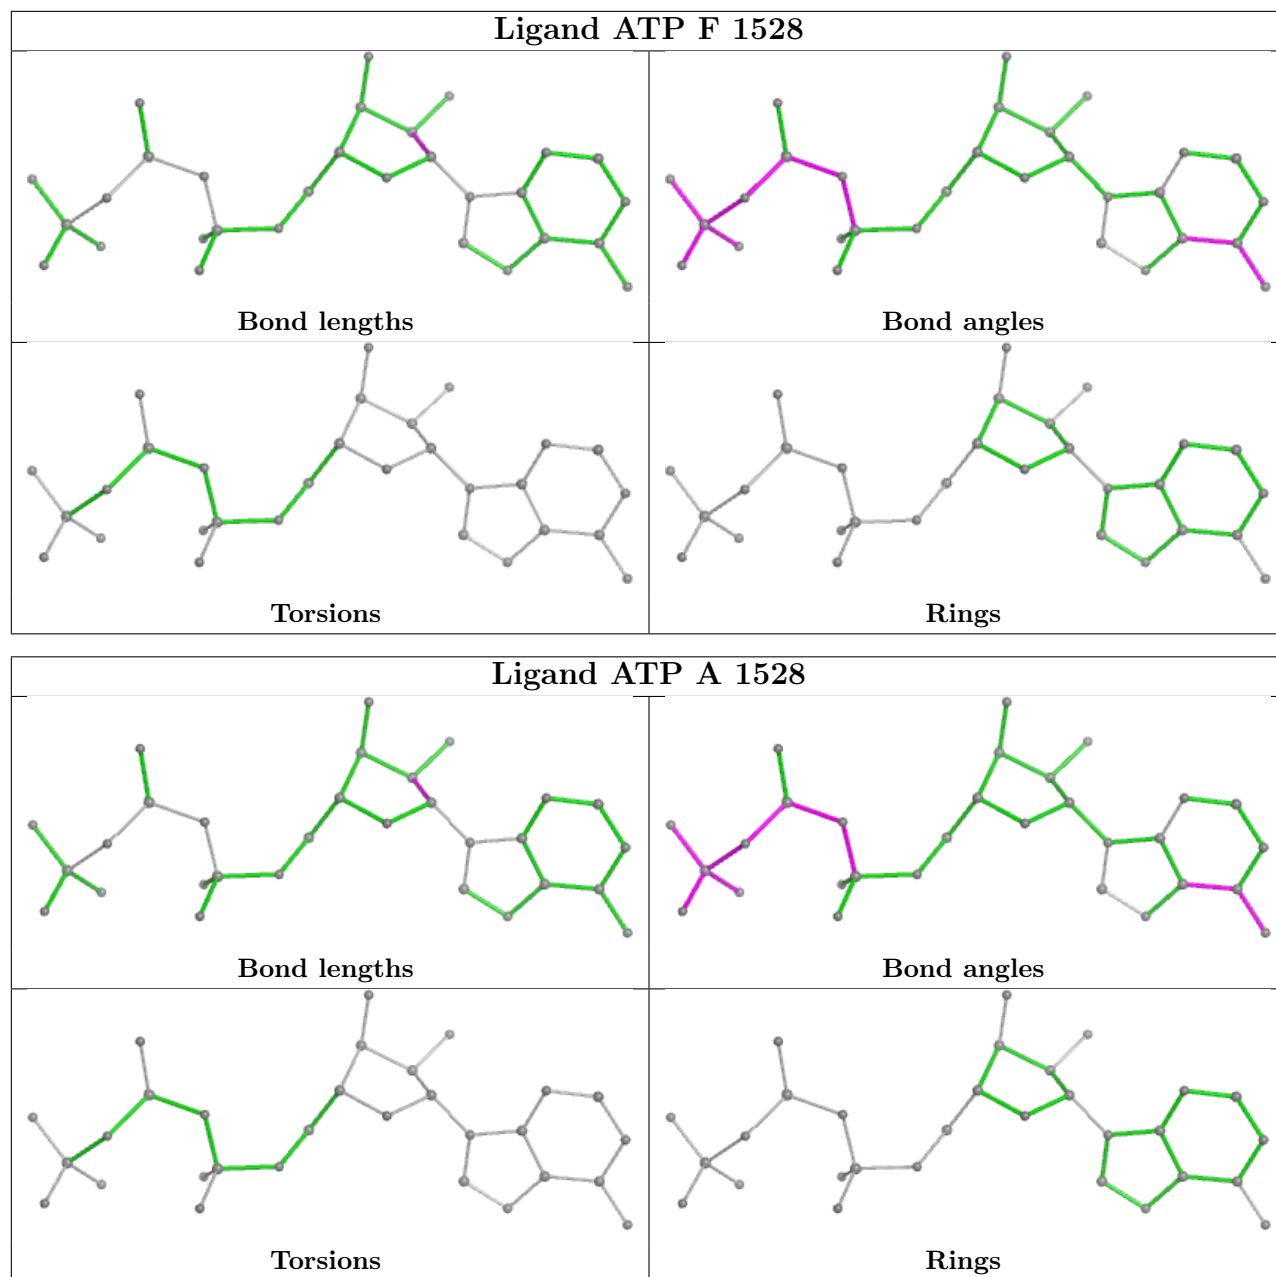 Ligand ATP F 1528
Bond lengths
Bond angles
Torsions
Rings
Ligand ATP A 1528
Bond lengths
Bond angles
Torsions
Rings